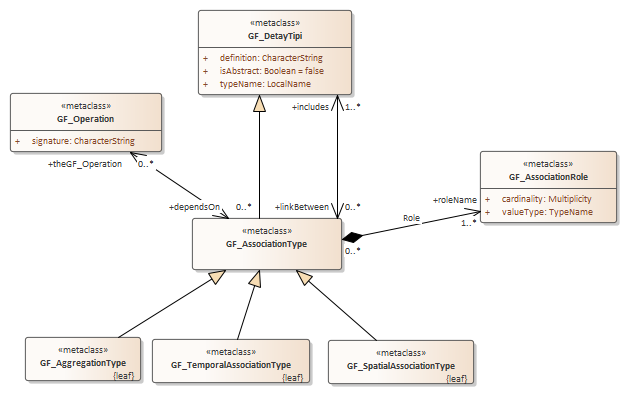 «metaclass»
GF_DetayTipi
+ definition: CharacterString
+ isAbstract: Boolean = false
+ typeName: LocalName
«metaclass»
GF_Operation
+ signature: CharacterString
+includes 1..*
+theGF_Operation 0..*
«metaclass»
GF_AssociationRole
+ cardinality: Multiplicity
+ valueType: TypeName
+dependsOn 0..*
+linkBetween 0..*
+roleName
Role
1..*
«metaclass»
GF_AssociationType
0..*
«metaclass»
GF_AggregationType
{leaf}
«metaclass»
GF_TemporalAssociationType
{leaf}
«metaclass»
GF_SpatialAssociationType
{leaf}